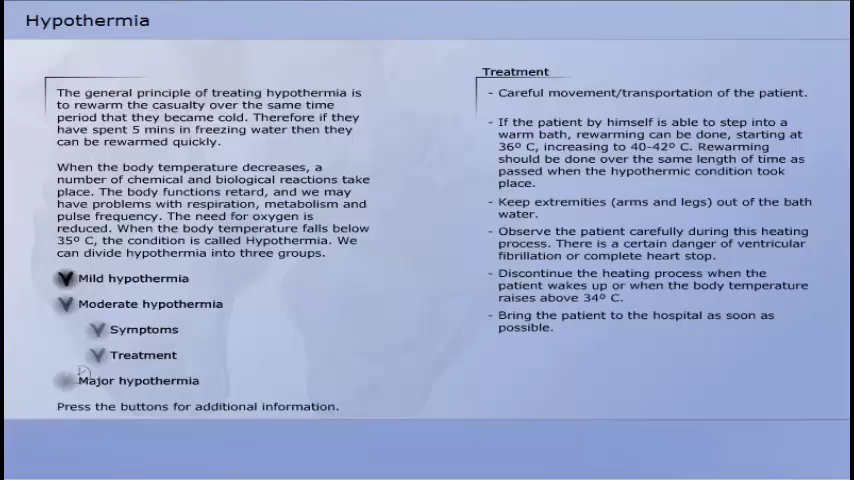 Hypothermia
The general principle of treating hypothermia is
to rewarm the casualty over the same time
period that they became cold. Therefore if they
have spent 5 mins in freezing water then they
can be rewarmed quickly.
When the body temperature decreases, a
number of chemical and biological reactions take
place. The body functions retard, and we may
have problems with respiration, metabolism and
pulse frequency. The need for oxygen is
reduced. When the body temperature falls below
35º C, the condition is called Hypothermia. We
can divide hypothermia into three groups.
Mild hypothermia
Moderate hypothermia
Symptoms
Treatment
Major hypothermia
Press the buttons for additional information.
Treatment
- Careful movement/transportation of the patient.
- If the patient by himself is able to step into a
warm bath, rewarming can be done, starting at
36º C, increasing to 40-42º C. Rewarming
should be done over the same length of time as
passed when the hypothermic condition took
place.
- Keep extremities (arms and legs) out of the bath
water.
- Observe the patient carefully during this heating
process. There is a certain danger of ventricular
fibrillation or complete heart stop.
- Discontinue the heating process when the
patient wakes up or when the body temperature
raises above 34º C.
- Bring the patient to the hospital as soon as
possible.